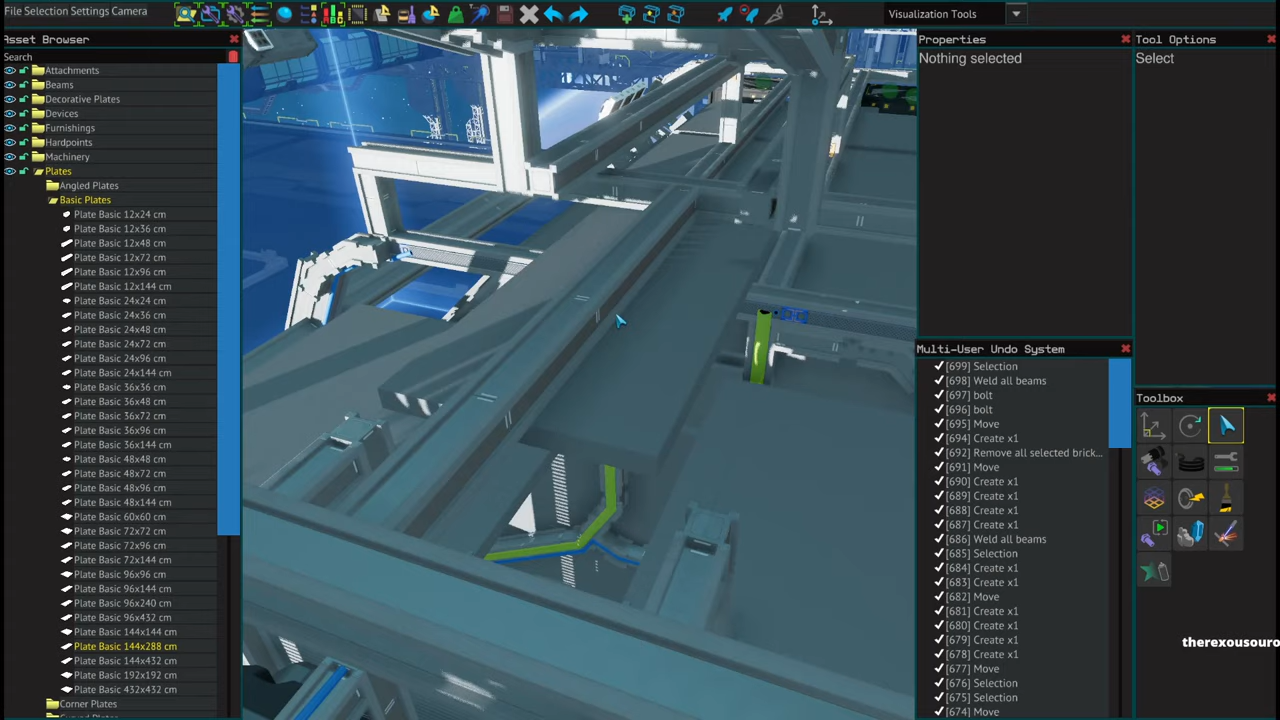 File Selection Settings Camera
Visualization Tools
Asset Browser
Search
Attachments
Beams
Decorative Plates
Devices
Furnishings
Hardpoints
Machinery
Plates
Angled Plates
Basic Plates
Plate Basic 12x24 cm
Plate Basic 12x36 cm
Plate Basic 12x48 cm
Plate Basic 12x72 cm
Plate Basic 12x96 cm
Plate Basic 12x144 cm
Plate Basic 24x24 cm
Plate Basic 24x36 cm
Plate Basic 24x48 cm
Plate Basic 24x72 cm
Plate Basic 24x96 cm
Plate Basic 24x144 cm
Plate Basic 36x36 cm
Plate Basic 36x48 cm
Plate Basic 36x72 cm
Plate Basic 36x96 cm
Plate Basic 36x144 cm
Plate Basic 48x48 cm
Plate Basic 48x72 cm
Plate Basic 48x96 cm
Plate Basic 48x144 cm
Plate Basic 60x60 cm
Plate Basic 72x72 cm
Plate Basic 72x96 cm
Plate Basic 72x144 cm
Plate Basic 96x96 cm
Plate Basic 96x144 cm
Plate Basic 96x240 cm
Plate Basic 96x432 cm
Plate Basic 144x144 cm
Plate Basic 144x288 cm
Plate Basic 144x432 cm
Plate Basic 192x192 cm
Plate Basic 432x432 cm
Corner Plates
Curved Plates
Properties
Nothing selected
Tool Options
Select
Multi-User Undo System
[699] Selection
[698] Weld all beams
[697] bolt
[696] bolt
[695] Move
[694] Create x1
[692] Remove all selected brick...
[691] Move
[690] Create x1
[689] Create x1
[688] Create x1
[687] Create x1
[686] Weld all beams
[685] Selection
[684] Create x1
[683] Create x1
[682] Move
[681] Create x1
[680] Create x1
[679] Create x1
[678] Create x1
[677] Move
[676] Selection
[675] Selection
[674] Move
Toolbox
therexousouro